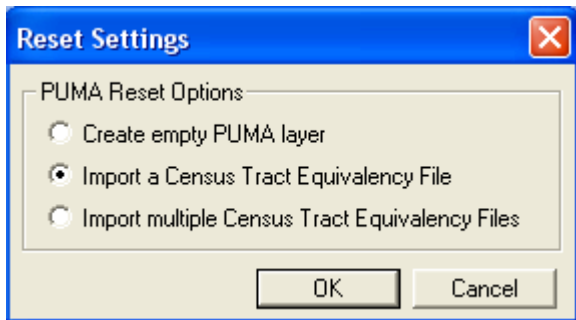 Reset Settings
PUMA Reset Options
Create empty PUMA layer
Import a Census Tract Equivalency File
Import multiple Census Tract Equivalency Files
OK Cancel